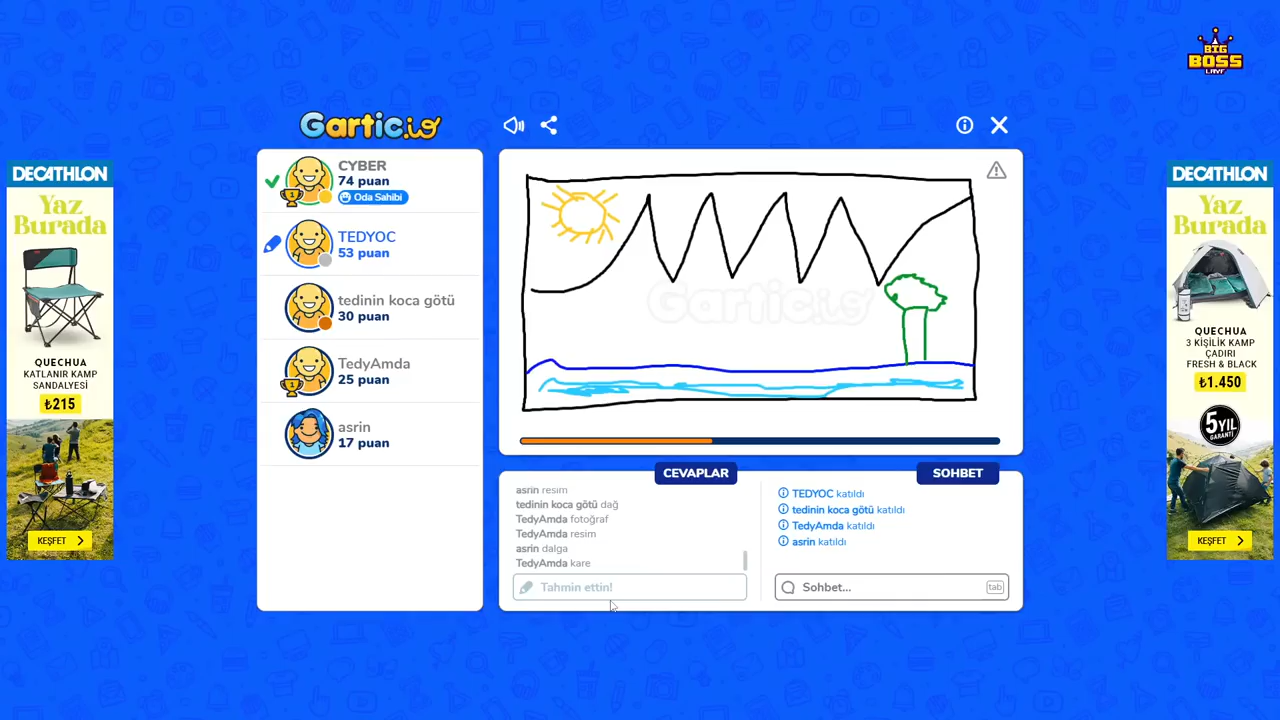 BIG
BOSS
LAYF
Gartic.io
DECATHLON
Yaz
Burada
QUECHUA
KATLANIR KAMP
SANDALYESİ
₺215
KEŞFET
CYBER
74 puan
Oda Sahibi
TEDYOC
53 puan
tedinin koca götü
30 puan
TedyAmda
25 puan
asrin
17 puan
Gartic.io
CEVAPLAR
asrin resim
tedinin koca götü dağ
TedyAmda fotoğraf
TedyAmda resim
asrin dalga
TedyAmda kare
Tahmin ettin!
SOHBET
TEDYOC katıldı
tedinin koca götü katıldı
TedyAmda katıldı
asrin katıldı
Sohbet...
tab
DECATHLON
Yaz
Burada
QUECHUA
3 KİŞİLİK KAMP
ÇADIRI
FRESH & BLACK
₺1.450
5YIL
GARANTİ
KEŞFET